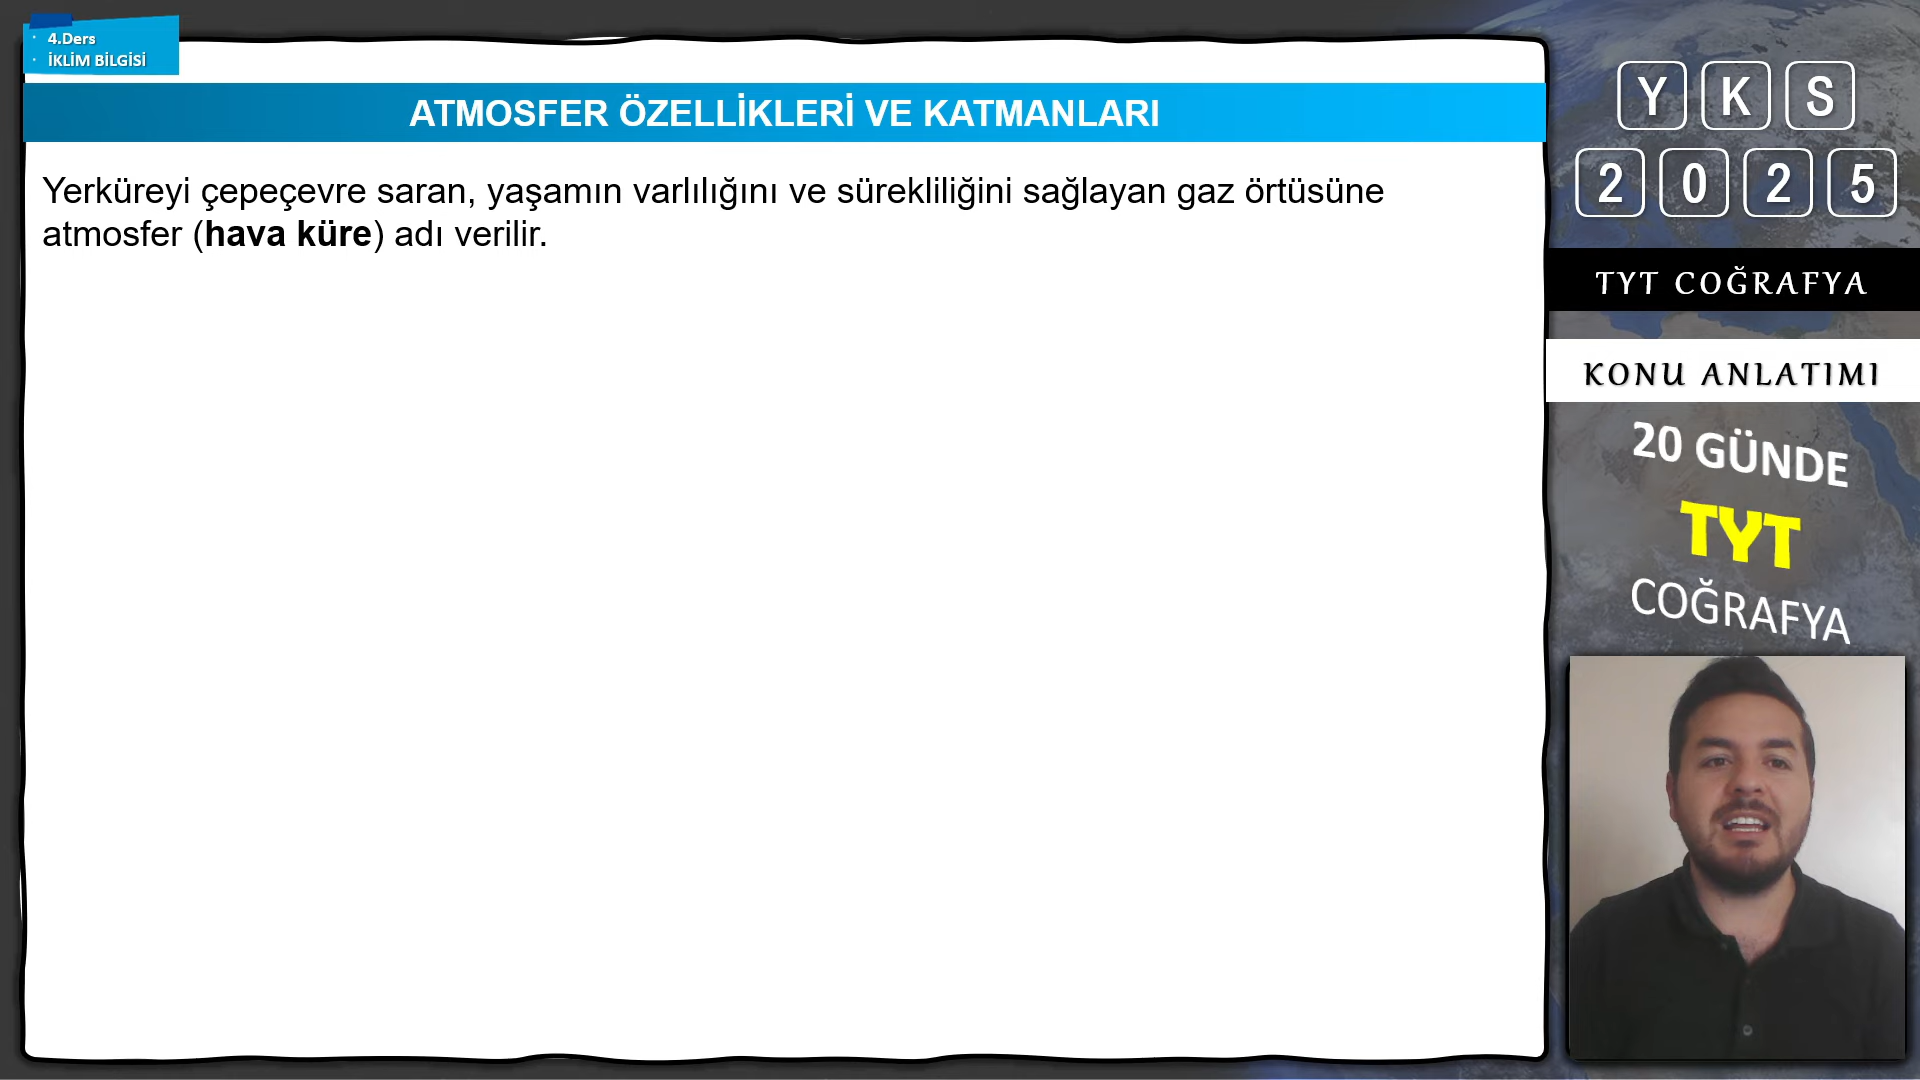 4.Ders
İKLİM BİLGİSİ
ATMOSFER ÖZELLİKLERİ VE KATMANLARI
Yerküreyi çepeçevre saran, yaşamın varlılığını ve sürekliliğini sağlayan gaz örtüsüne
atmosfer (hava küre) adı verilir.
Y K S
2 0 2 5
TYT COĞRAFYA
KONU ANLATIMI
20 GÜNDE
TYT
COĞRAFYA